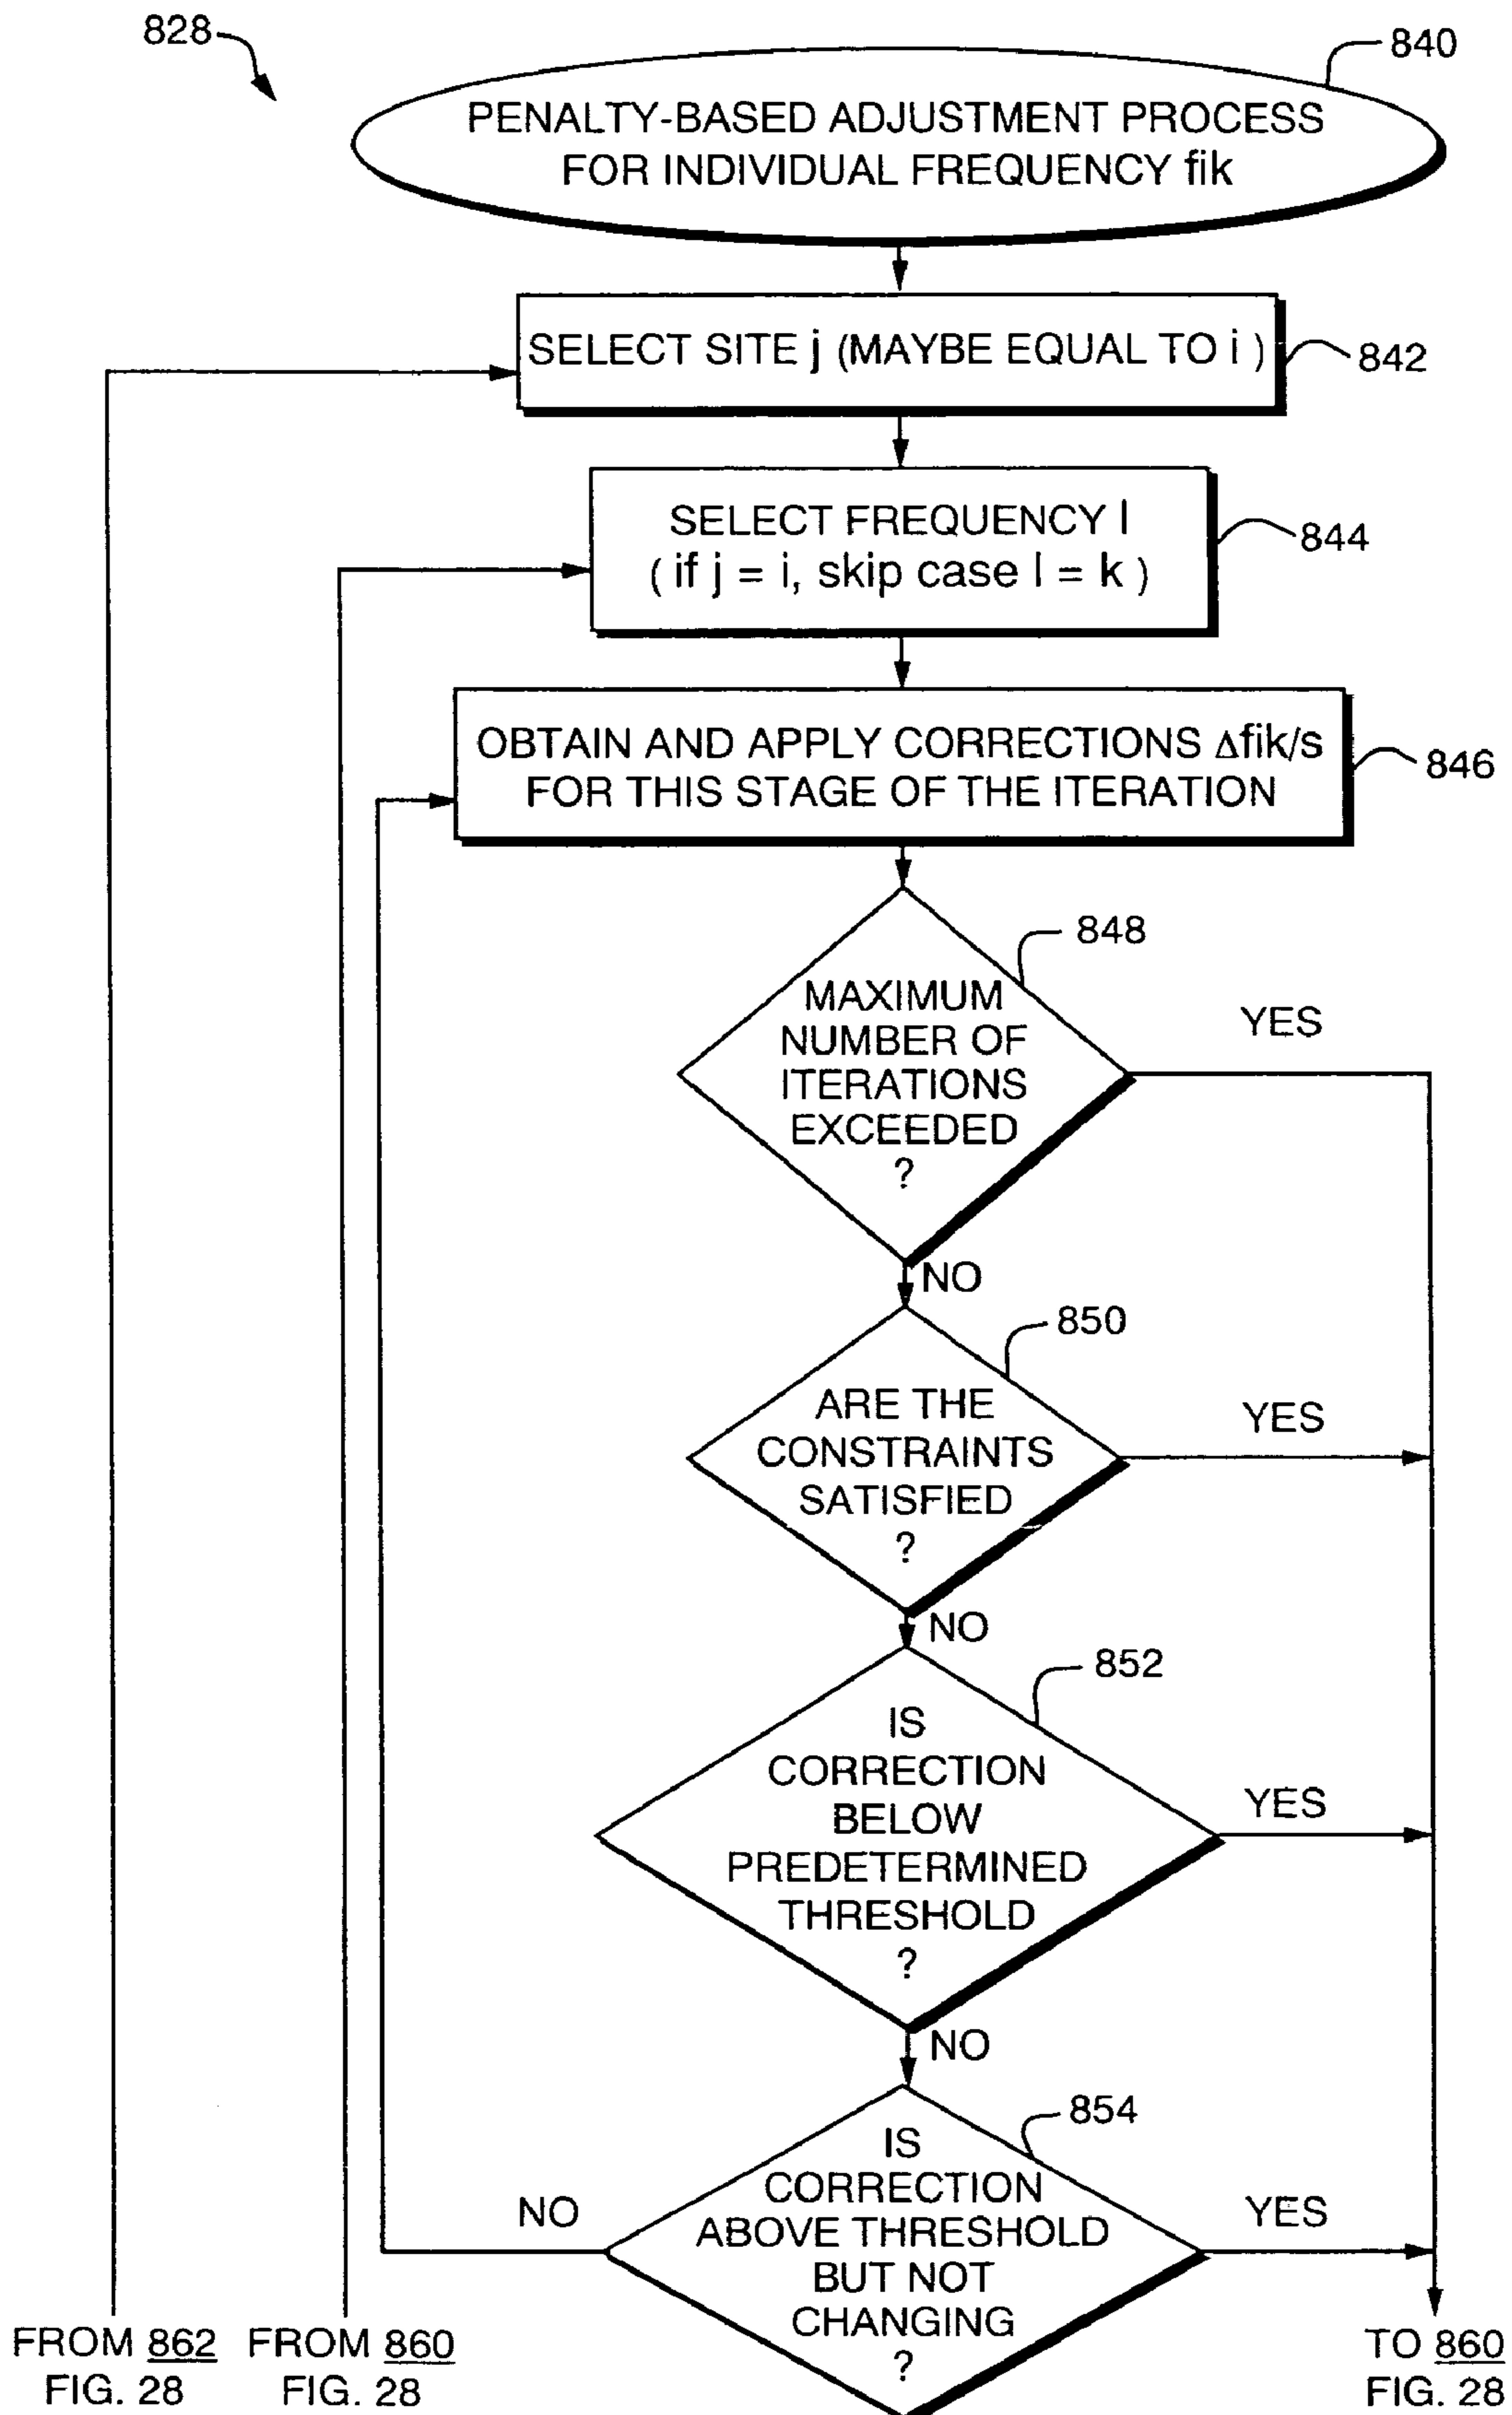 828
840
PENALTY-BASED ADJUSTMENT PROCESS
FOR INDIVIDUAL FREQUENCY fik
SELECT SITE j (MAYBE EQUAL TO i )
842
SELECT FREQUENCY l
( if j = i, skip case l = k )
844
OBTAIN AND APPLY CORRECTIONS Δfik/s
FOR THIS STAGE OF THE ITERATION
846
848
MAXIMUM
NUMBER OF
ITERATIONS
EXCEEDED
?
YES
NO
850
ARE THE
CONSTRAINTS
SATISFIED
?
YES
NO
852
IS
CORRECTION
BELOW
PREDETERMINED
THRESHOLD
?
YES
NO
854
IS
CORRECTION
ABOVE THRESHOLD
BUT NOT
CHANGING
?
NO
YES
FROM 862
FIG. 28
FROM 860
FIG. 28
TO 860
FIG. 28